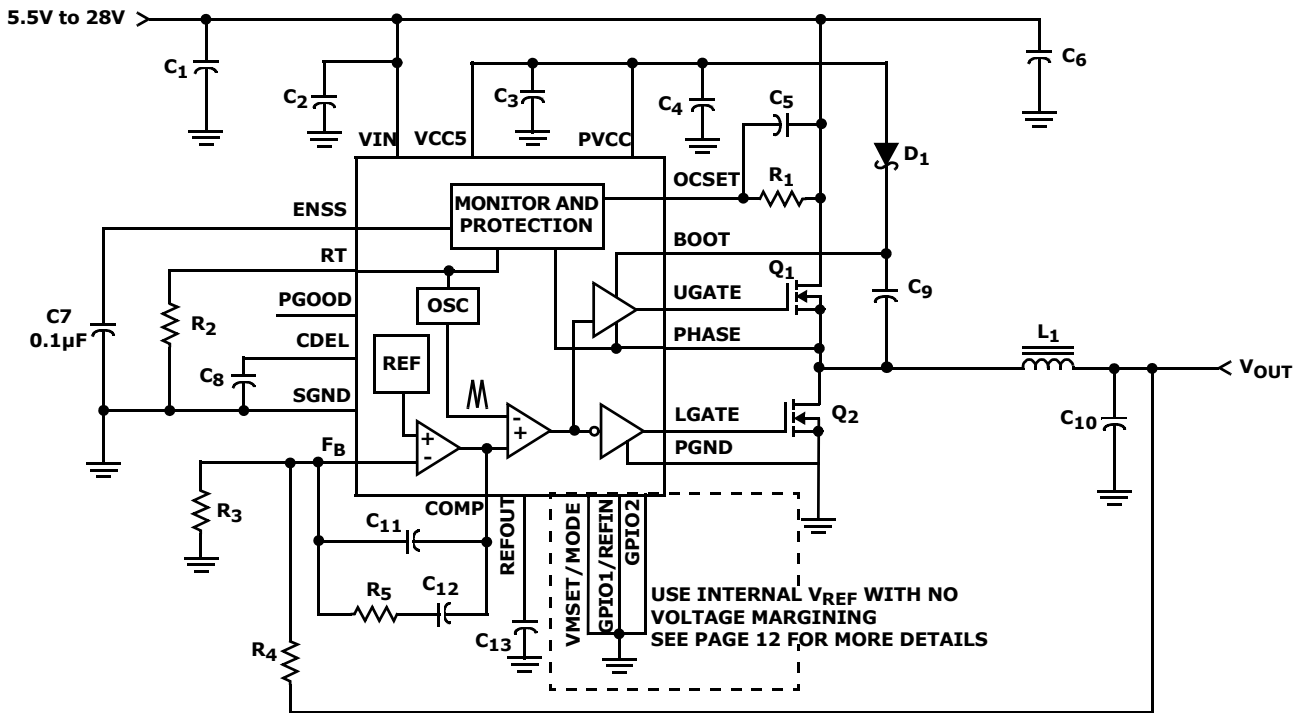 5.5V to 28V
C1
C2
C3
C4
C5
C6
VIN
VCC5
PVCC
OCSET
R1
D1
MONITOR AND
PROTECTION
ENSS
BOOT
RT
Q1
C9
UGATE
OSC
PGOOD
R2
C7
0.1µF
PHASE
L1
CDEL
REF
C8
VOUT
SGND
LGATE
Q2
C10
PGND
FB
+
-
-
+
R3
COMP
REFOUT
VMSET/MODE
GPIO1/REFIN
GPIO2
C11
R5
C12
C13
USE INTERNAL VREF WITH NO
VOLTAGE MARGINING
SEE PAGE 12 FOR MORE DETAILS
R4